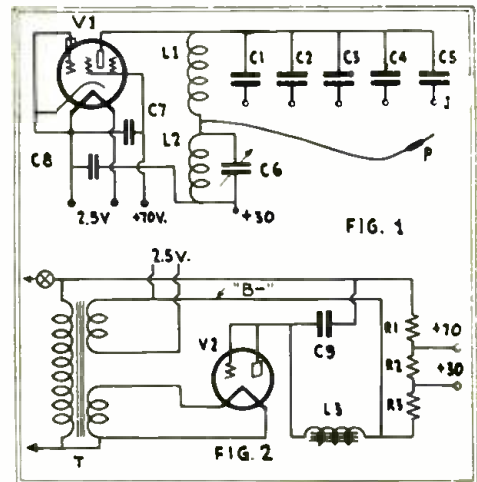 V1
L1
C1 C2 C3 C4 C5
C7
J
L2
C8
C6
P
2.5V +70V. +30
FIG. 1
2.5V.
"B-"
R1 +70
V2
C9
R2 +30
L3
R3
T
FIG. 2